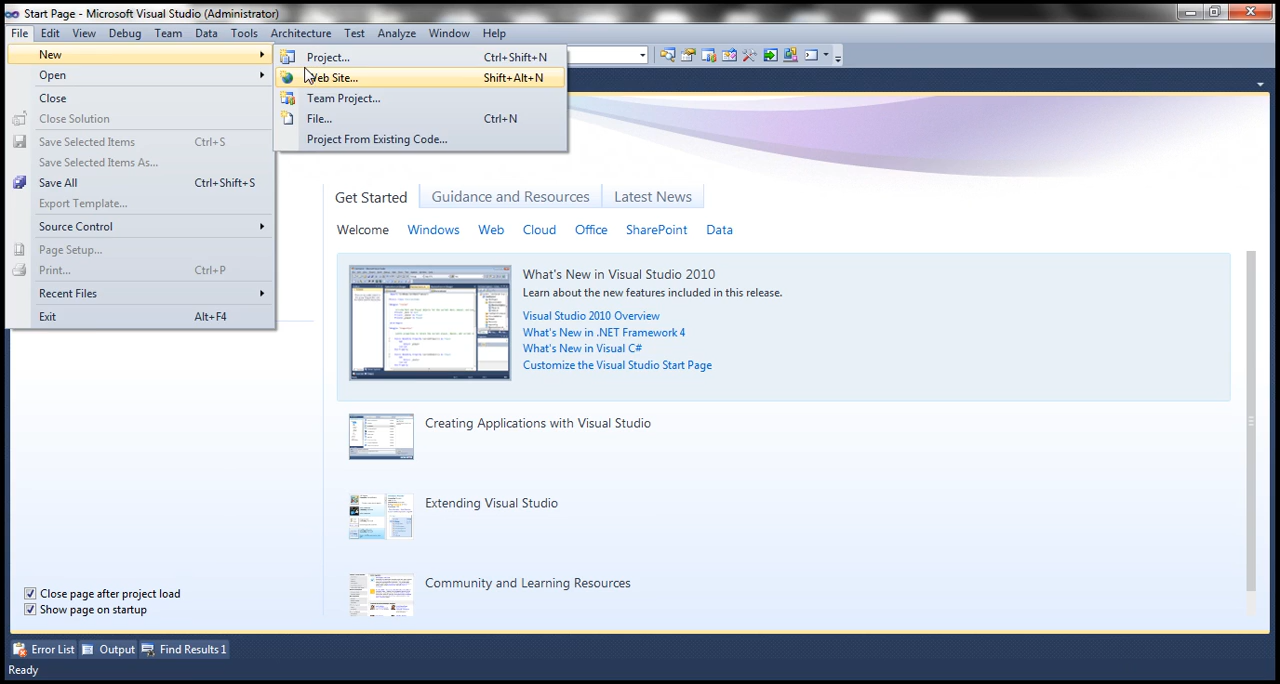 Start Page - Microsoft Visual Studio (Administrator)
File Edit View Debug Team Data Tools Architecture Test Analyze Window Help
New
Open
Close
Close Solution
Save Selected Items Ctrl+S
Save Selected Items As...
Save All Ctrl+Shift+S
Export Template...
Source Control
Page Setup...
Print... Ctrl+P
Recent Files
Exit Alt+F4
Project... Ctrl+Shift+N
Web Site... Shift+Alt+N
Team Project...
File... Ctrl+N
Project From Existing Code...
Get Started Guidance and Resources Latest News
Welcome Windows Web Cloud Office SharePoint Data
What's New in Visual Studio 2010
Learn about the new features included in this release.
Visual Studio 2010 Overview
What's New in .NET Framework 4
What's New in Visual C#
Customize the Visual Studio Start Page
Creating Applications with Visual Studio
Extending Visual Studio
Community and Learning Resources
Close page after project load
Show page on startup
Error List Output Find Results 1
Ready